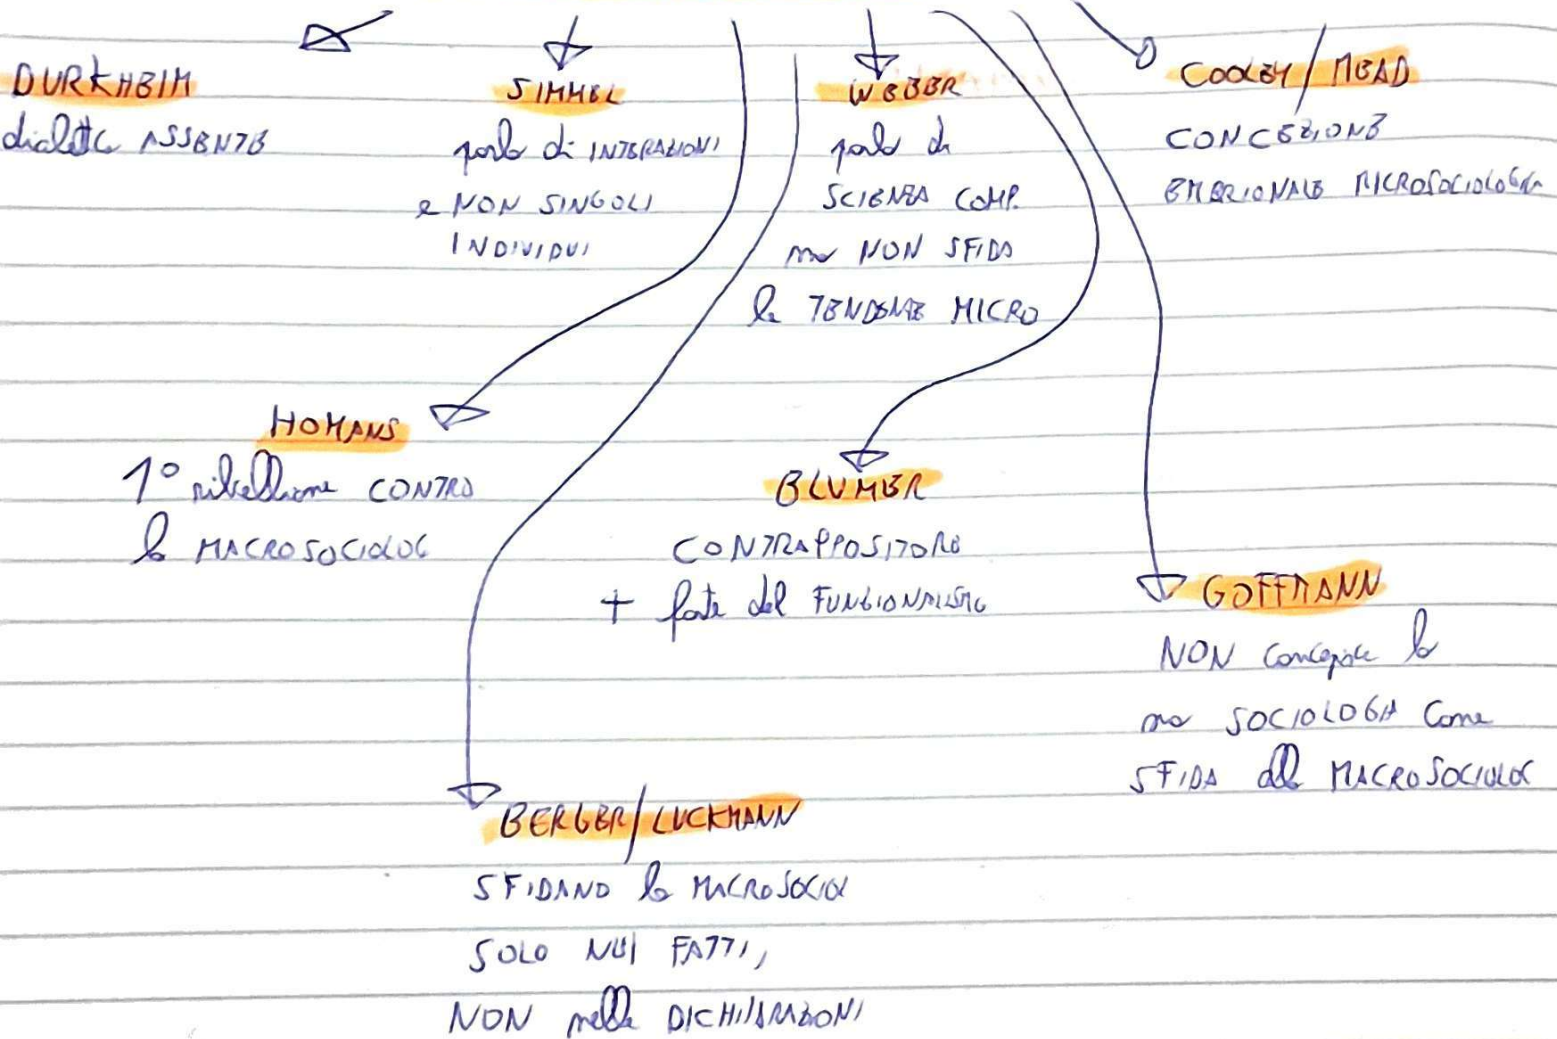 DURKHEIM
dialettica ASSENTE
SIMMEL
parla di INTERAZIONI
e NON SINGOLI
INDIVIDUI
WEBER
parla di
SCIENZA COMP.
ma NON SFIDA
le TENDENZE MICRO
COOLEY/MEAD
CONCEZIONE
EMBRIONALE MICROSOCIOLOGIA
HOMANS
1° ribellione CONTRO
la MACROSOCIOLOG
BLUMER
CONTRAPPOSITORE
+ forte del FUNZIONALISMO
GOFFMANN
NON concepisce la
sua SOCIOLOGIA come
SFIDA alla MACROSOCIOLOG
BERGER/LUCKMANN
SFIDANO la MACROSOCIOL
SOLO NEI FATTI,
NON nelle DICHIARAZIONI